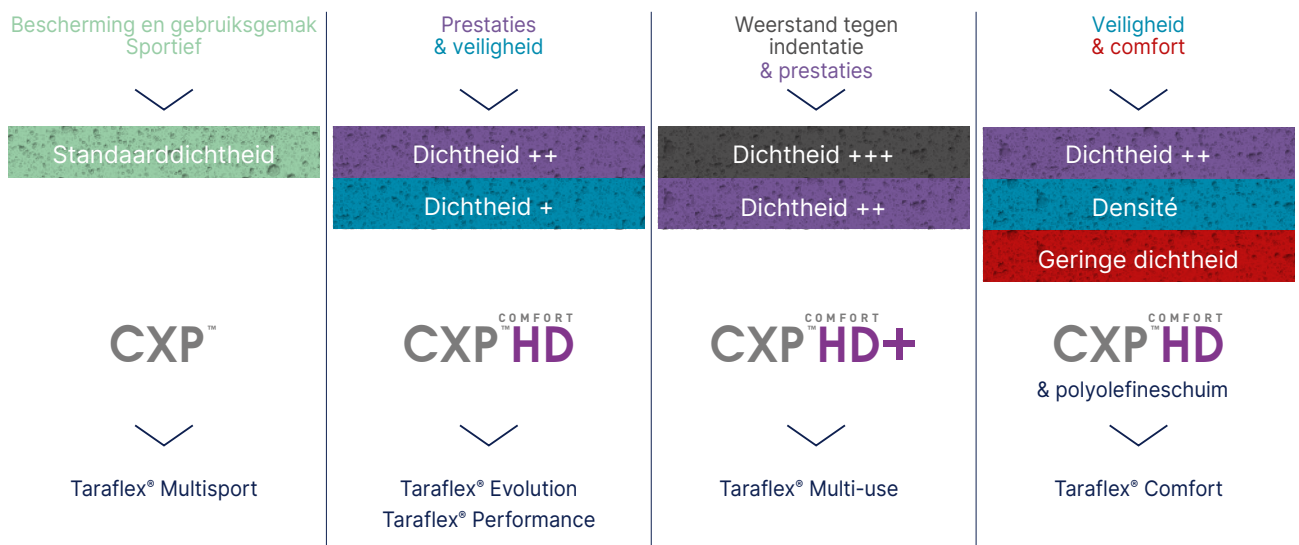 Bescherming en gebruiksgemak
Sportief
Standaarddichtheid
CXP™
Taraflex® Multisport
Prestaties
& veiligheid
Dichtheid ++
Dichtheid +
COMFORT
CXP™HD
Taraflex® Evolution
Taraflex® Performance
Weerstand tegen
indentatie
& prestaties
Dichtheid +++
Dichtheid ++
COMFORT
CXP™HD+
Taraflex® Multi-use
Veiligheid
& comfort
Dichtheid ++
Densité
Geringe dichtheid
COMFORT
CXP™HD
& polyolefineschuim
Taraflex® Comfort